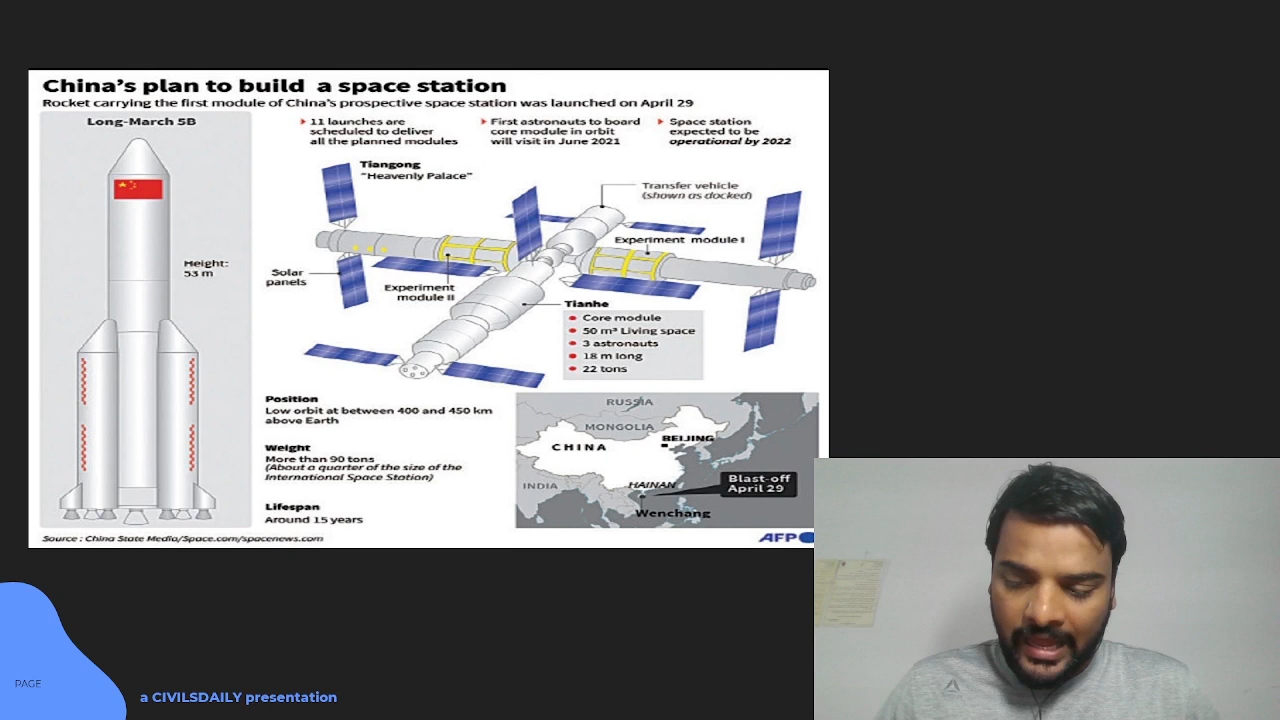 China's plan to build a space station
Rocket carrying the first module of China's prospective space station was launched on April 29
Long-March 5B
Height:
53 m
11 launches are
scheduled to deliver
all the planned modules
First astronauts to board
core module in orbit
will visit in June 2021
Space station
expected to be
operational by 2022
Tiangong
"Heavenly Palace"
Transfer vehicle
(shown as docked)
Experiment module I
Solar
panels
Experiment
module II
Tianhe
Core module
50 m³ Living space
3 astronauts
18 m long
22 tons
Position
Low orbit at between 400 and 450 km
above Earth
Weight
More than 90 tons
(About a quarter of the size of the
International Space Station)
Lifespan
Around 15 years
RUSSIA
MONGOLIA
BEIJING
CHINA
INDIA
HAINAN
Blast-off
April 29
Wenchang
Source : China State Media/Space.com/spacenews.com
AFP
PAGE
a CIVILSDAILY presentation